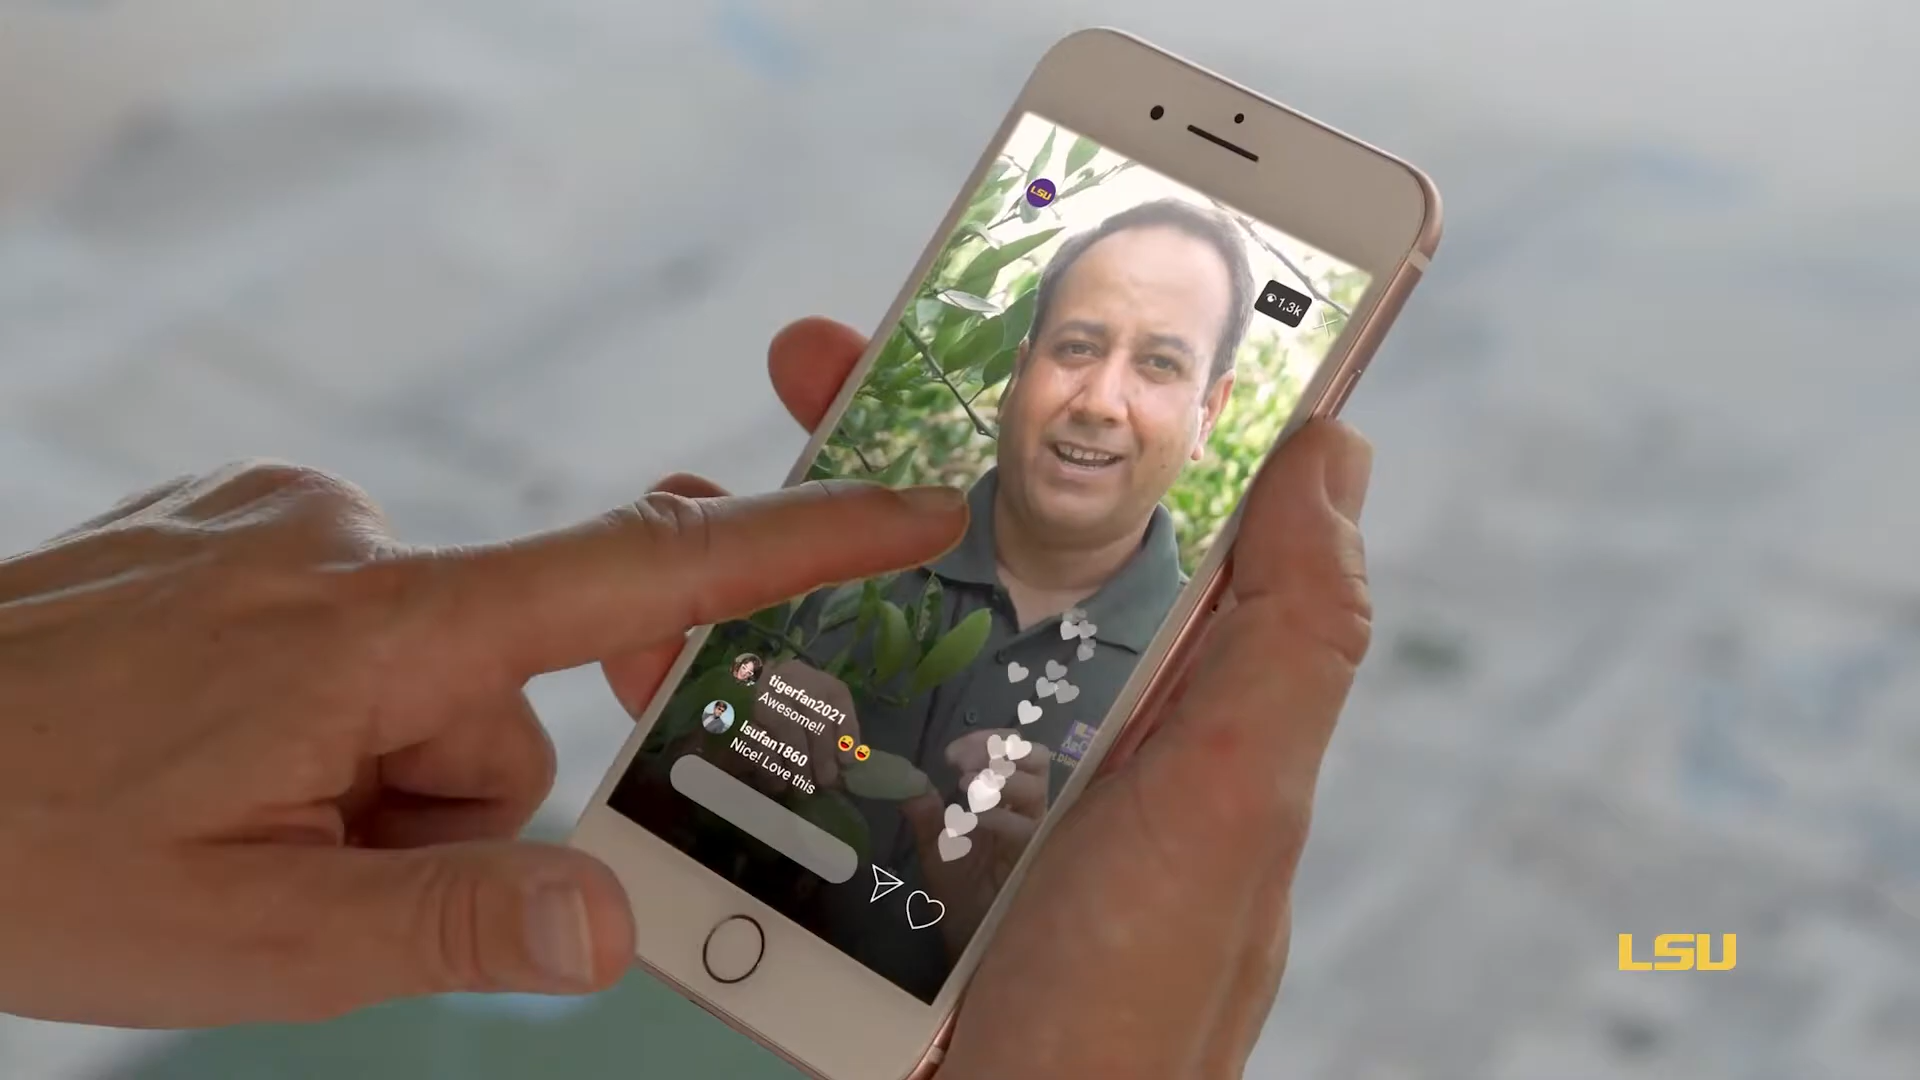 LSU
1,3k
tigerfan2021
Awesome!!
lsufan1860
Nice! Love this
LSU